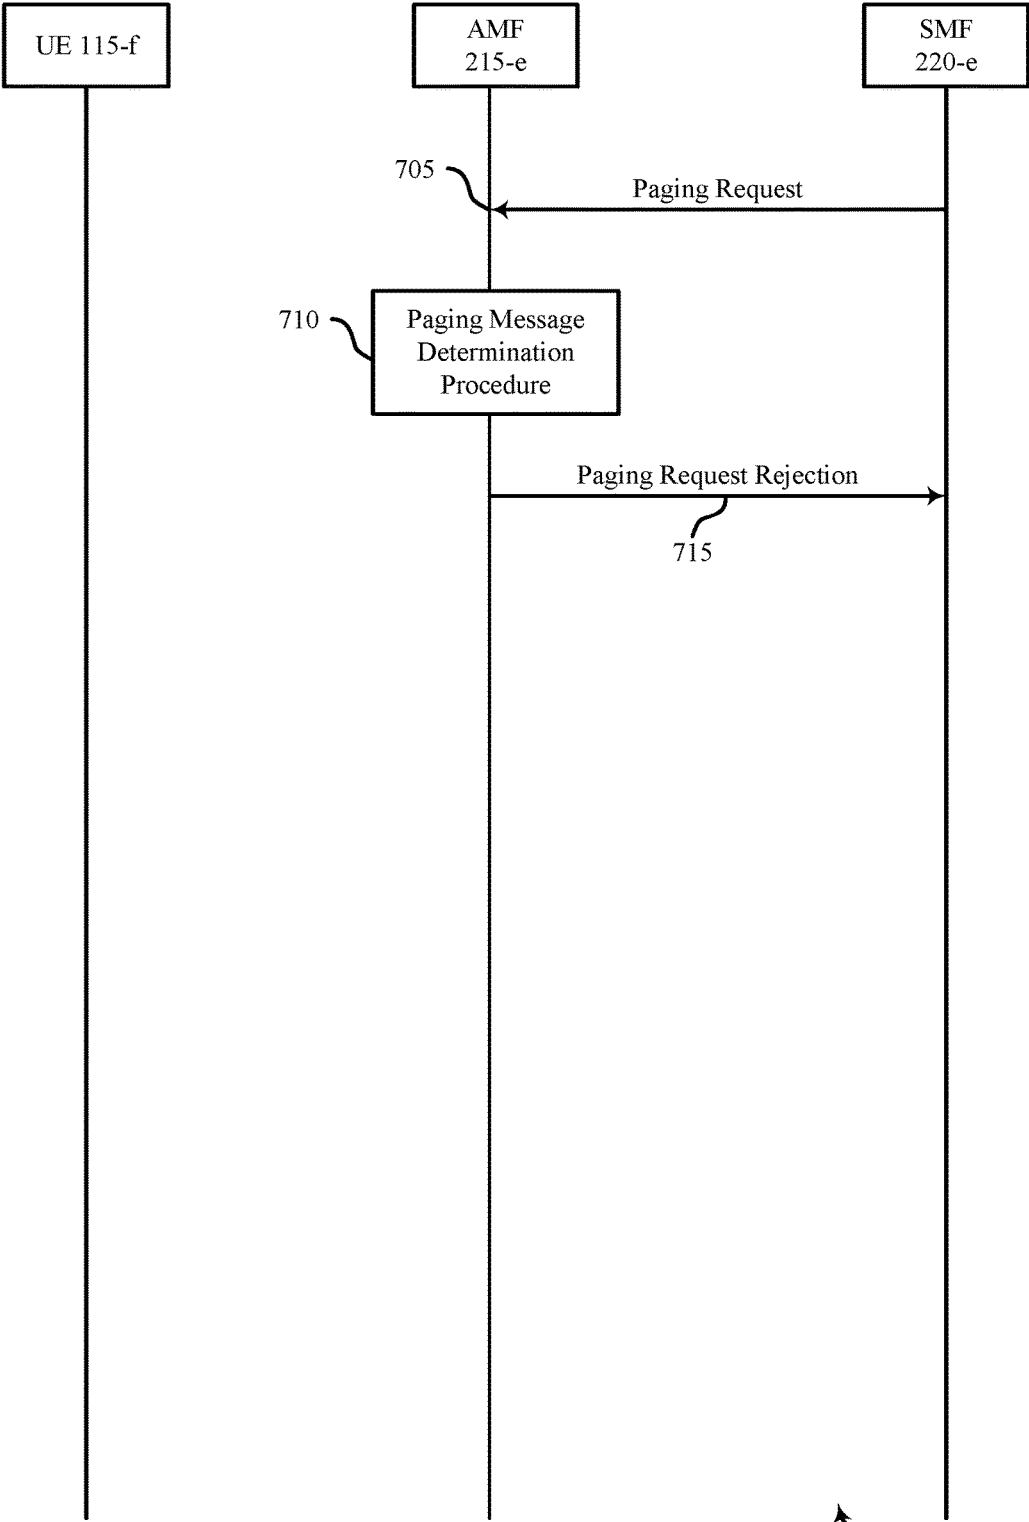 UE 115-f
AMF
215-e
SMF
220-e
705
Paging Request
710
Paging Message
Determination
Procedure
Paging Request Rejection
715